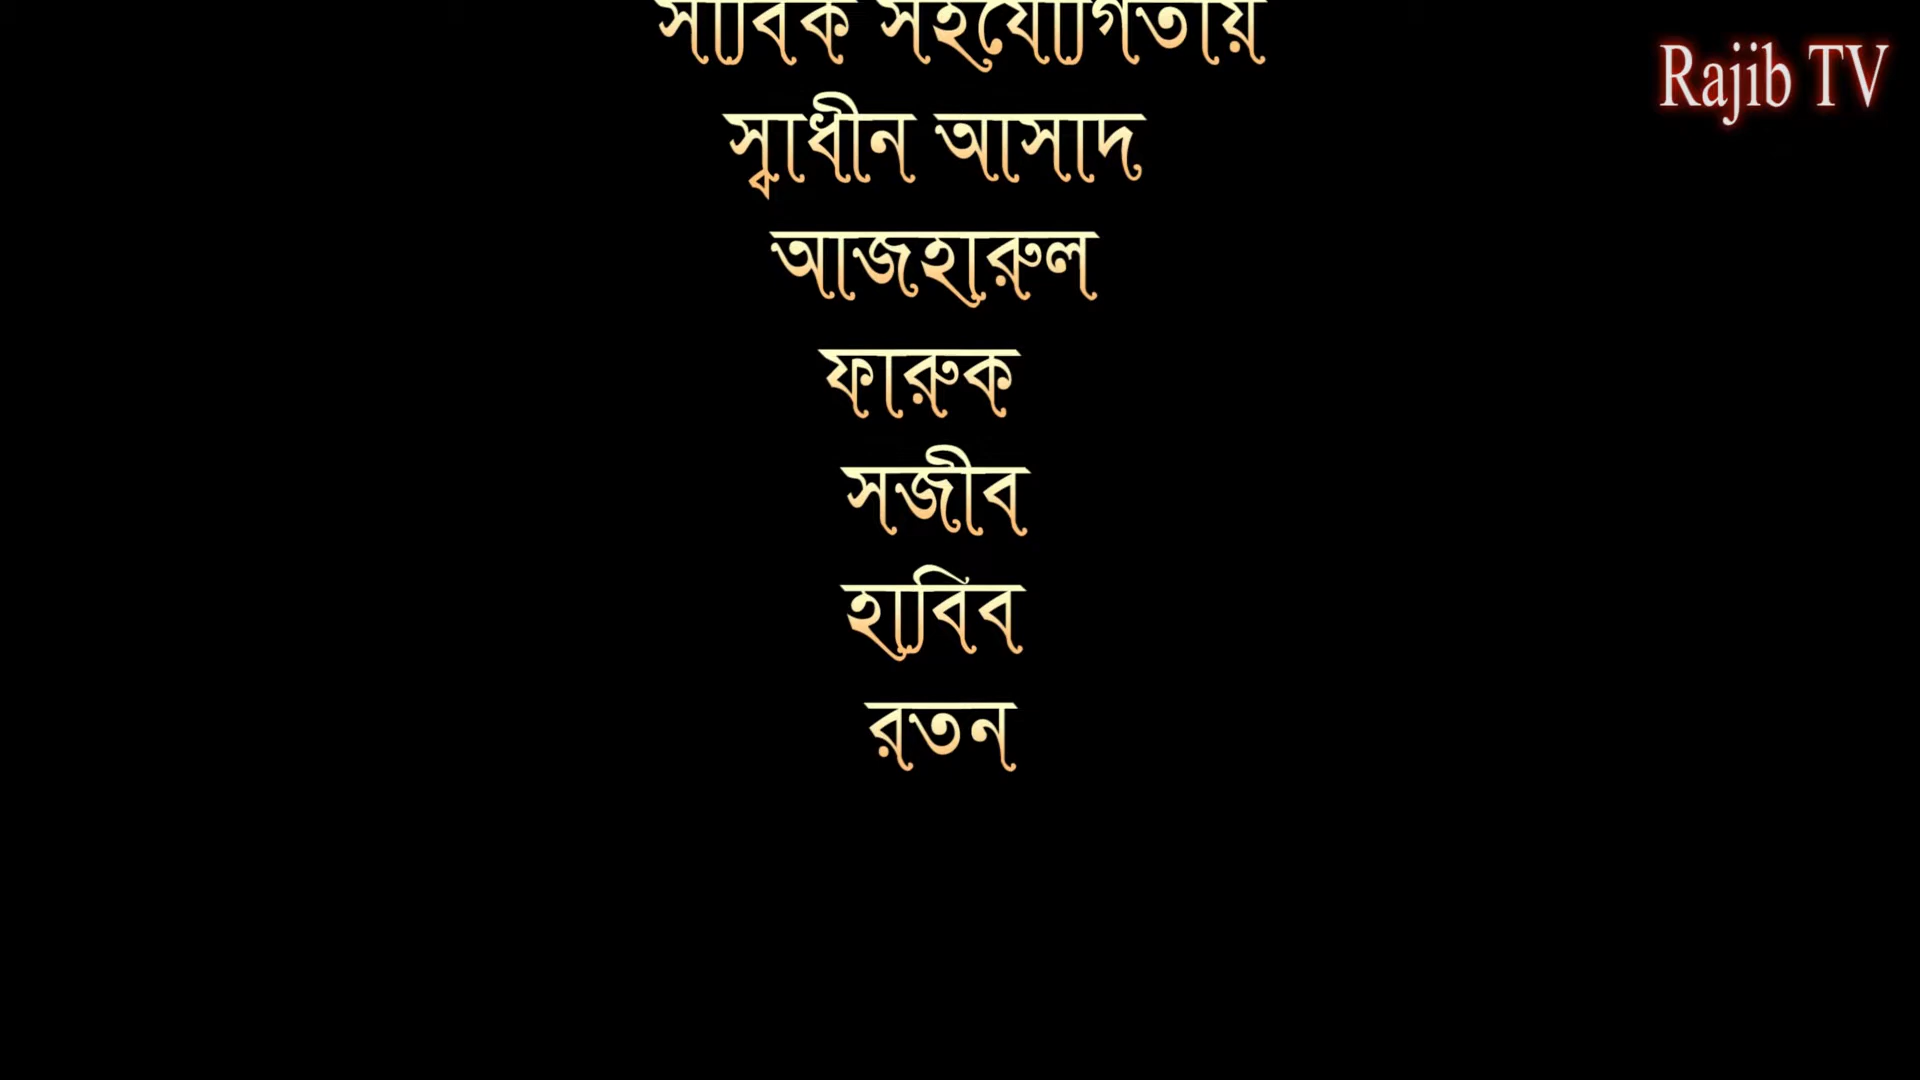 সার্বিক সহযোগিতায়
Rajib TV
স্বাধীন আসাদ
আজহারুল
ফারুক
সজীব
হাবিব
রতন